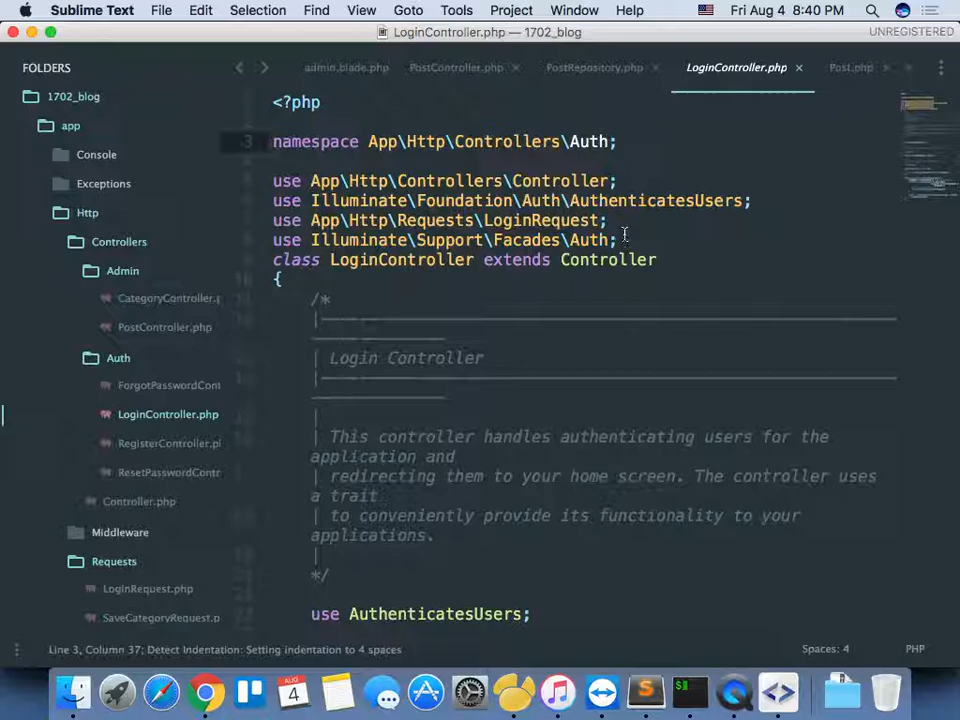 Sublime Text File Edit Selection Find View Goto Tools Project Window Help Fri Aug 4 8:40 PM
LoginController.php — 1702_blog UNREGISTERED
FOLDERS
1702_blog
app
Console
Exceptions
Http
Controllers
Admin
CategoryController.p
PostController.php
Auth
ForgotPasswordCont
LoginController.php
RegisterController.pl
ResetPasswordContr
Controller.php
Middleware
Requests
LoginRequest.php
SaveCategoryRequest.p
admin.blade.php PostController.php × PostRepository.php × LoginController.php × Post.php ×
<?php
3 namespace App\Http\Controllers\Auth;
use App\Http\Controllers\Controller;
use Illuminate\Foundation\Auth\AuthenticatesUsers;
use App\Http\Requests\LoginRequest;
use Illuminate\Support\Facades\Auth;
class LoginController extends Controller
{
/*
|--------------------------------------------------------------
--------------
| Login Controller
|--------------------------------------------------------------
--------------
|
| This controller handles authenticating users for the
application and
| redirecting them to your home screen. The controller uses
a trait
| to conveniently provide its functionality to your
applications.
|
*/
use AuthenticatesUsers;
Line 3, Column 37; Detect Indentation: Setting indentation to 4 spaces Spaces: 4 PHP
AUG
4